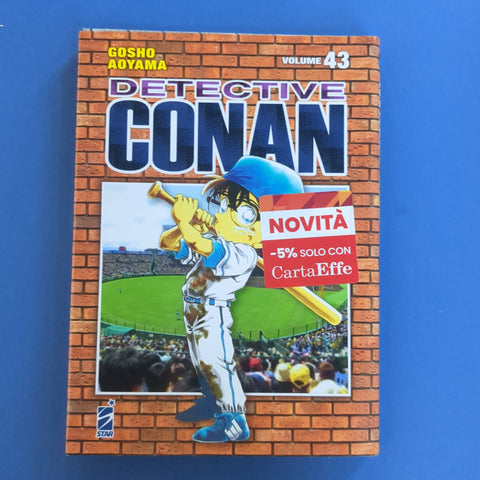 GOSHO
AOYAMA
VOLUME 43
DETECTIVE
CONAN
NOVITÀ
-5% SOLO CON
CartaEffe
STAR